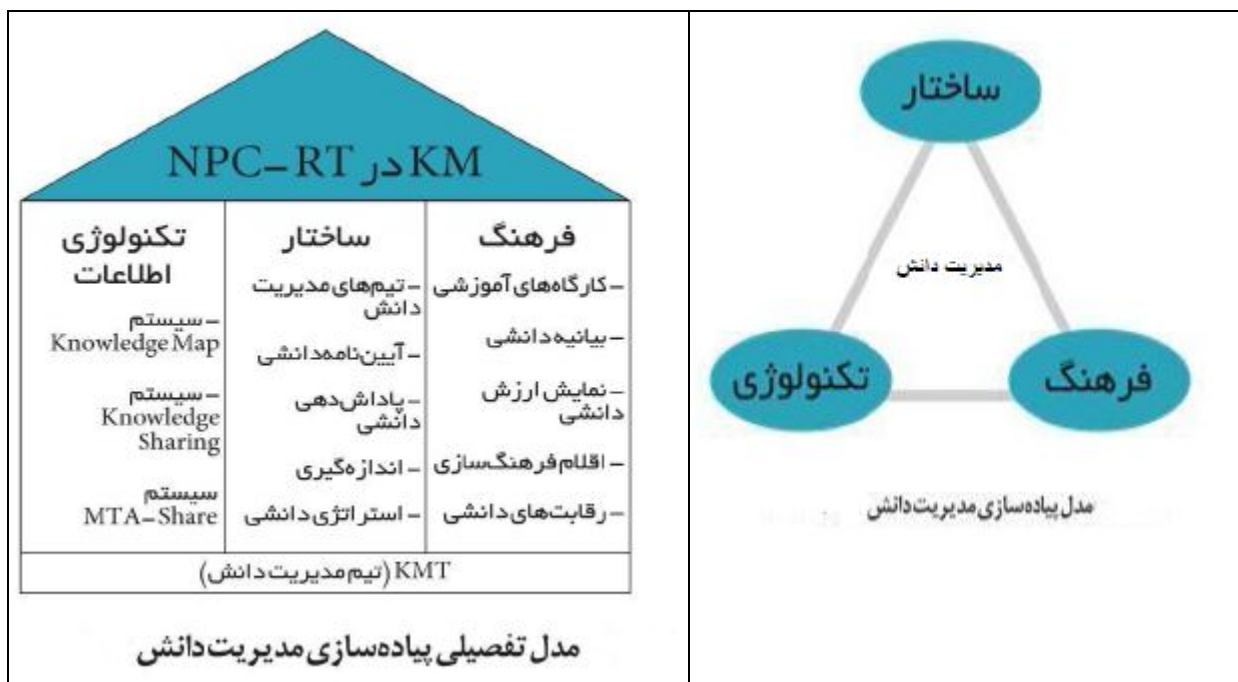 ساختار
مدیریت دانش
فرهنگ
تکنولوژی
مدل پیاده‌سازی مدیریت‌دانش
KM در NPC–RT
فرهنگ
–کارگاه‌های آموزشی
–بیانیه دانشی
–نمایش ارزش
دانشی
–اقلام فرهنگ‌سازی
–رقابت‌های دانشی
ساختار
–تیم‌های مدیریت
دانش
–آیین‌نامه دانشی
–پاداش‌دهی
دانشی
–اندازه‌گیری
–استراتژی دانشی
تکنولوژی
اطلاعات
–سیستم
Knowledge Map
–سیستم
Knowledge
Sharing
سیستم
MTA–Share
KMT (تیم مدیریت دانش)
مدل تفصیلی پیاده‌سازی مدیریت‌دانش